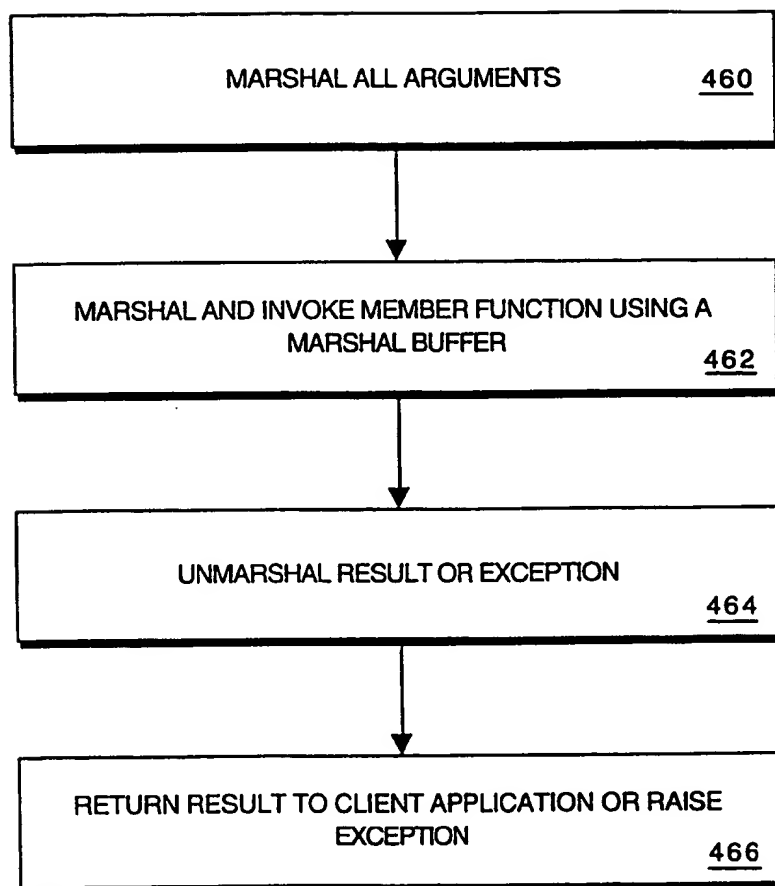 MARSHAL ALL ARGUMENTS
460
MARSHAL AND INVOKE MEMBER FUNCTION USING A
MARSHAL BUFFER
462
UNMARSHAL RESULT OR EXCEPTION
464
RETURN RESULT TO CLIENT APPLICATION OR RAISE
EXCEPTION
466